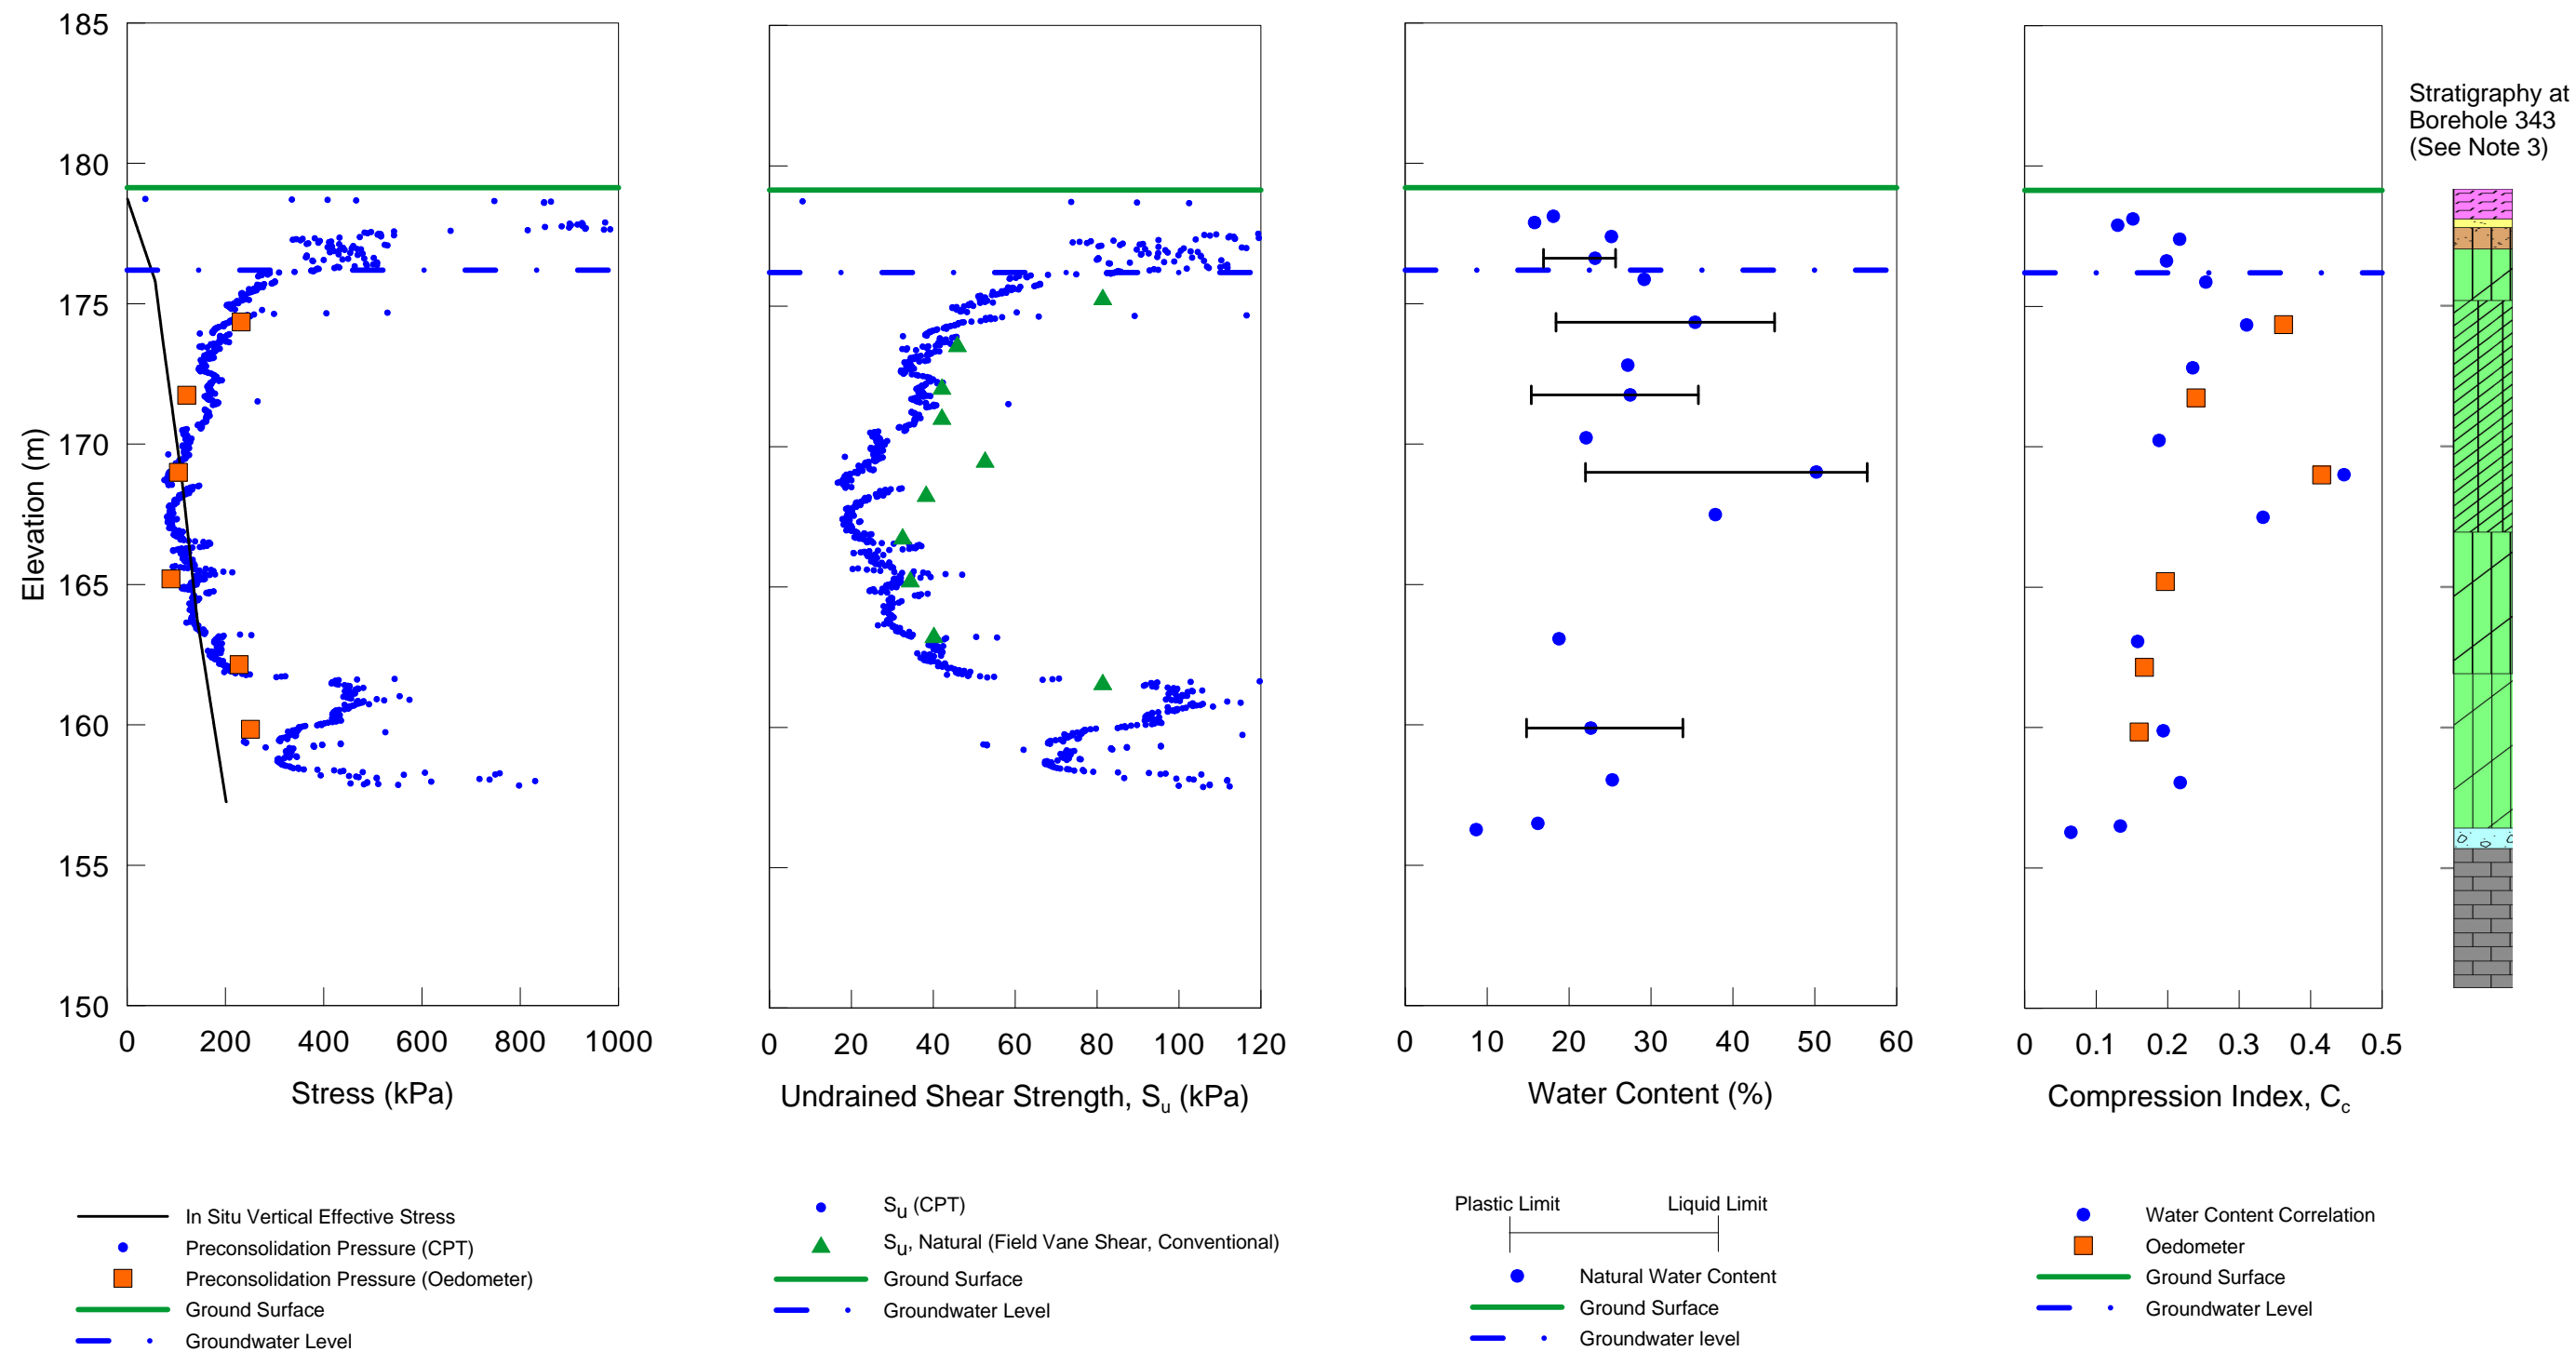 185
180
175
170
165
160
155
150
Elevation (m)
0 200 400 600 800 1000
Stress (kPa)
0 20 40 60 80 100 120
Undrained Shear Strength, Su (kPa)
0 10 20 30 40 50 60
Water Content (%)
0 0.1 0.2 0.3 0.4 0.5
Compression Index, Cc
Stratigraphy at
Borehole 343
(See Note 3)
In Situ Vertical Effective Stress
Preconsolidation Pressure (CPT)
Preconsolidation Pressure (Oedometer)
Ground Surface
Groundwater Level
Su (CPT)
Su, Natural (Field Vane Shear, Conventional)
Ground Surface
Groundwater Level
Plastic Limit Liquid Limit
Natural Water Content
Ground Surface
Groundwater level
Water Content Correlation
Oedometer
Ground Surface
Groundwater Level